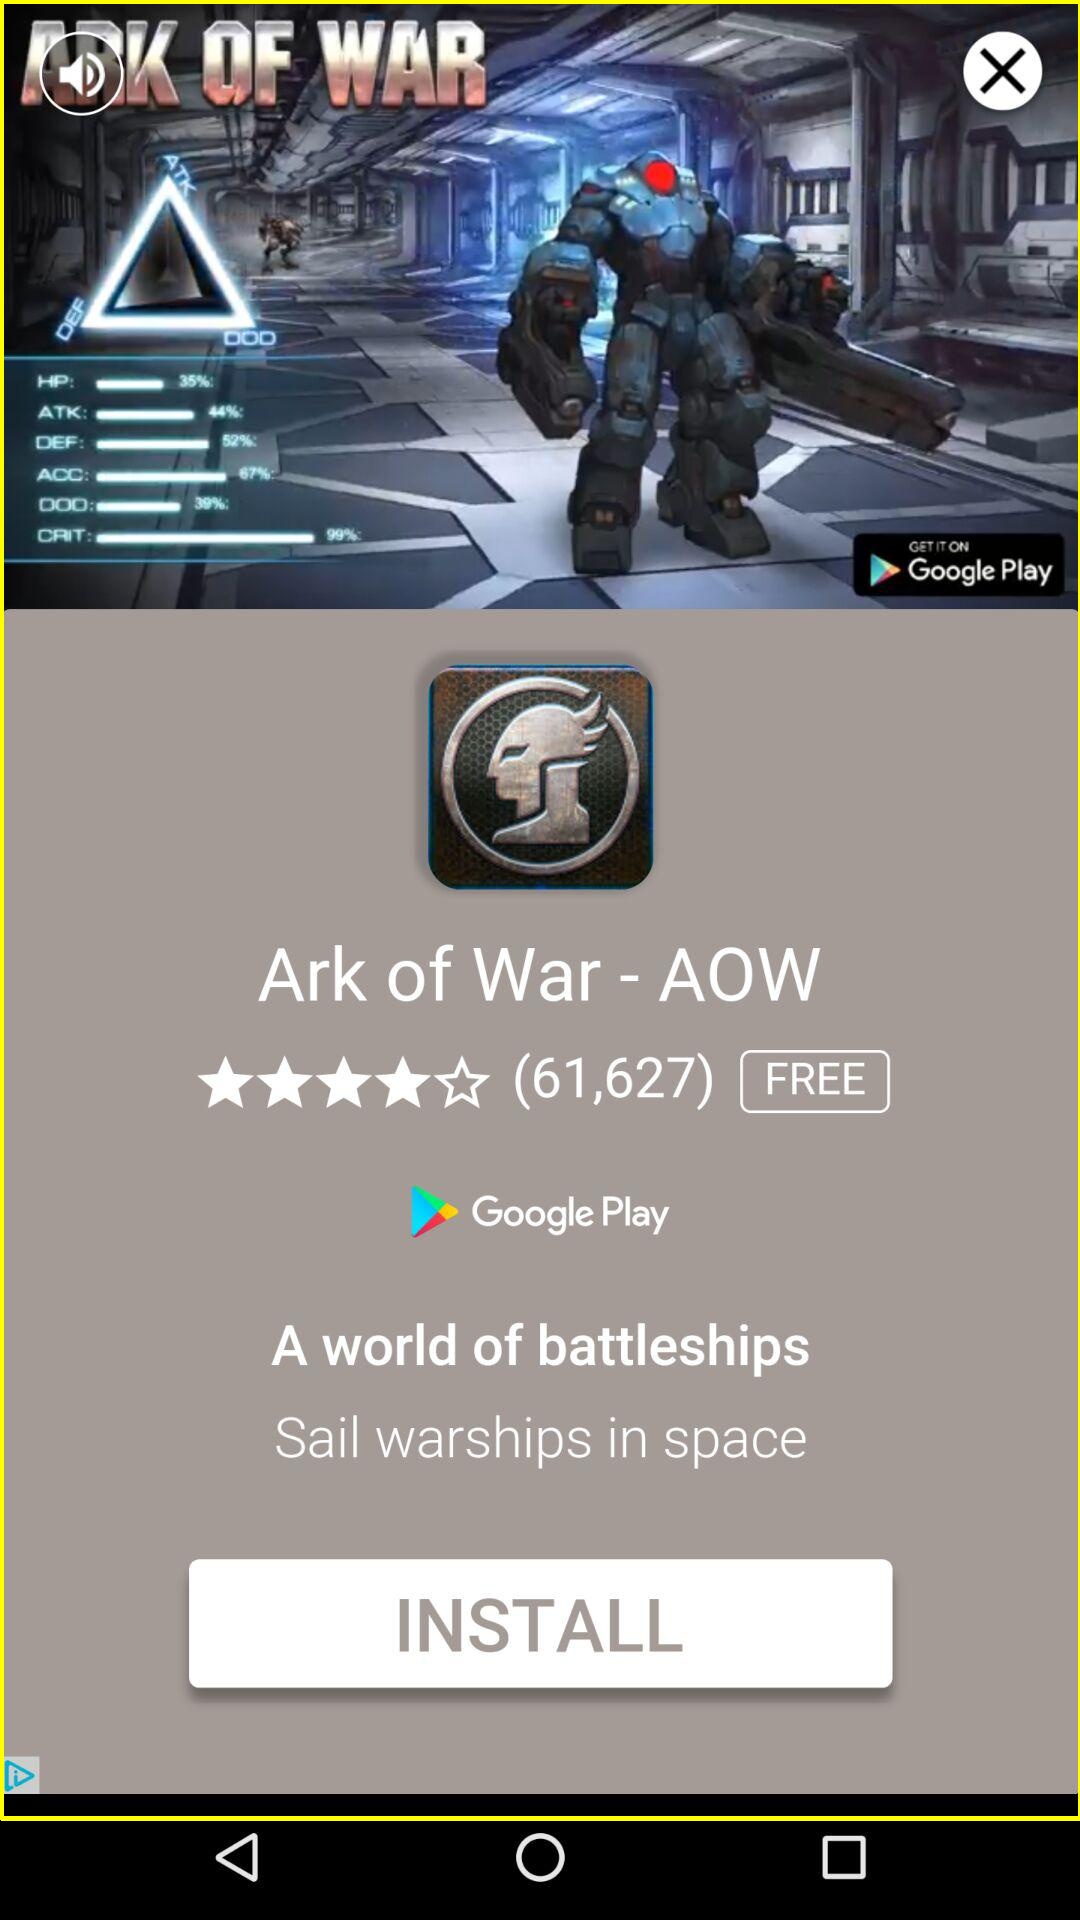 ARK OF WAR
ATK
DEF
DOD
HP: 35%:
ATK: 44%:
DEF: 52%:
ACC: 67%:
DOD: 39%:
CRIT: 99%:
GET IT ON
Google Play
Ark of War - AOW
(61,627) FREE
Google Play
A world of battleships
Sail warships in space
INSTALL